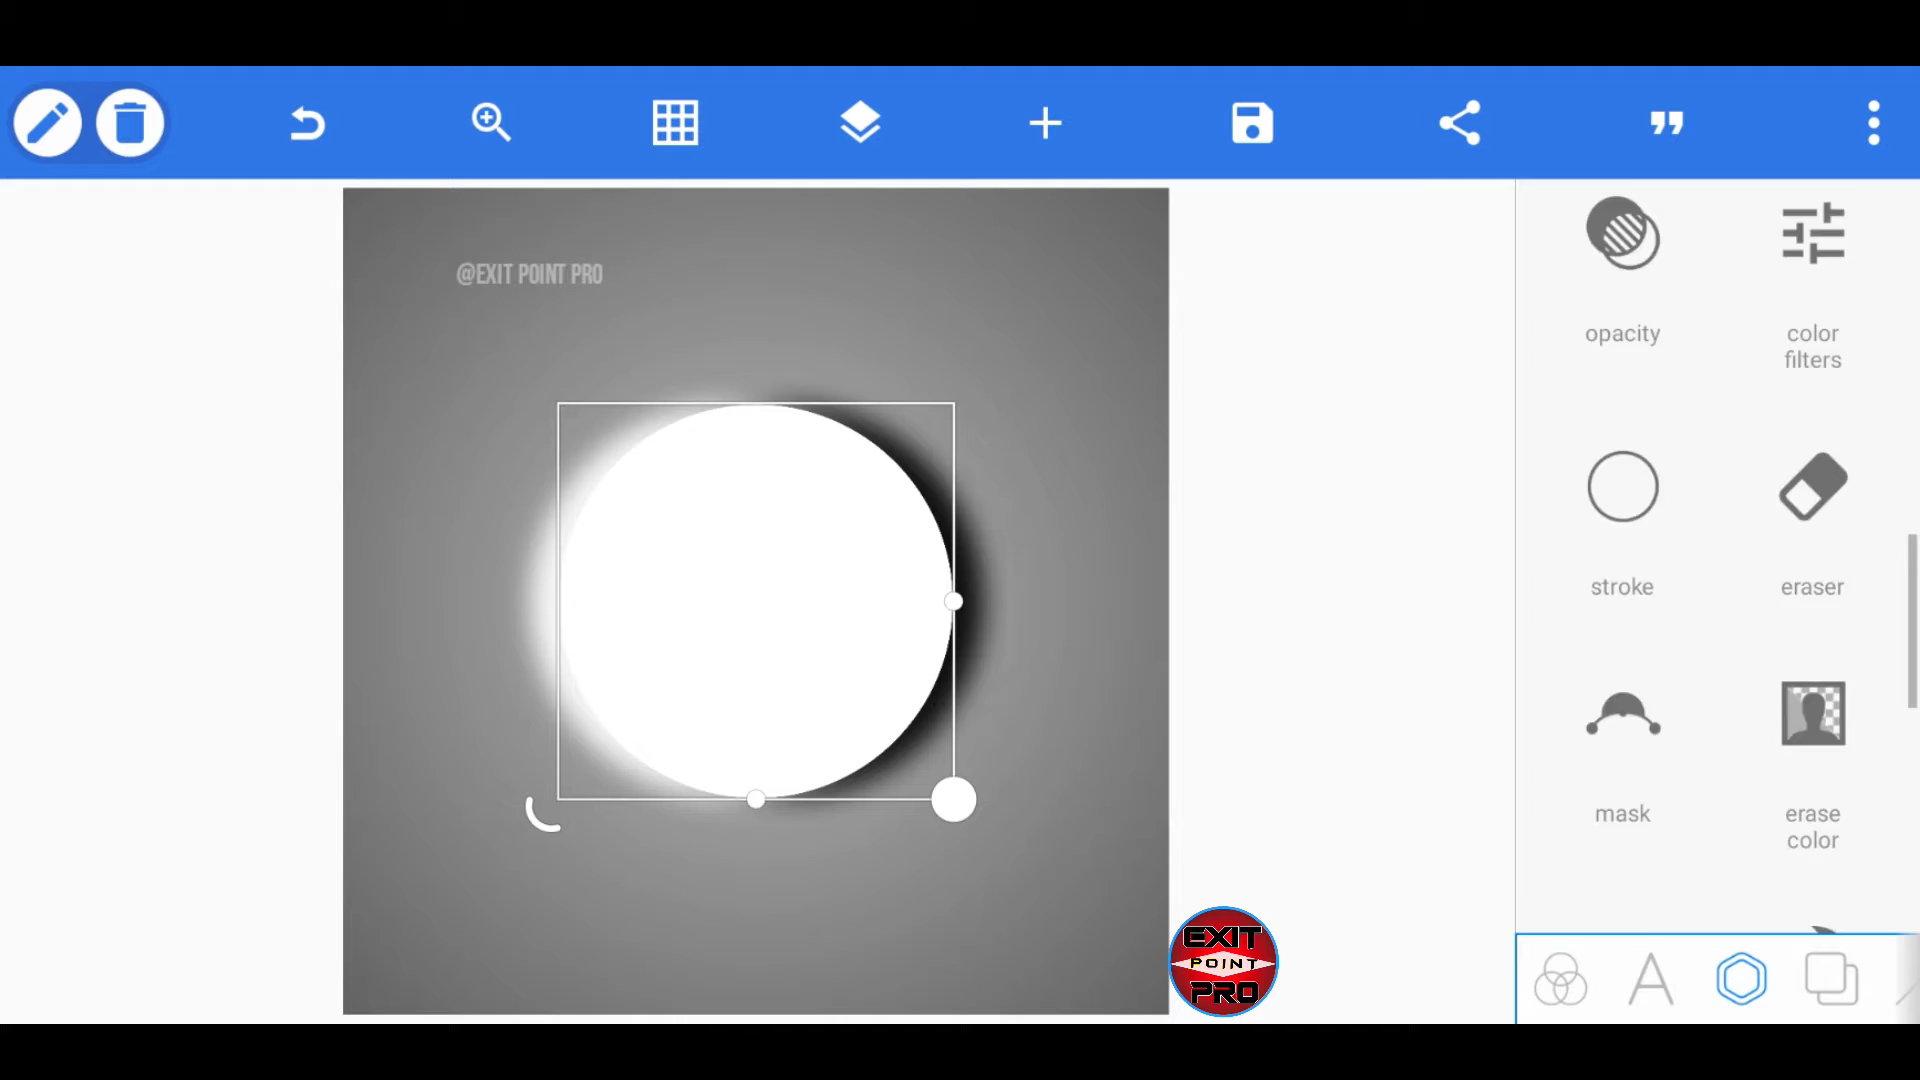 @EXIT POINT PRO
opacity
color
filters
stroke
eraser
mask
erase
color
EXIT
POINT
PRO